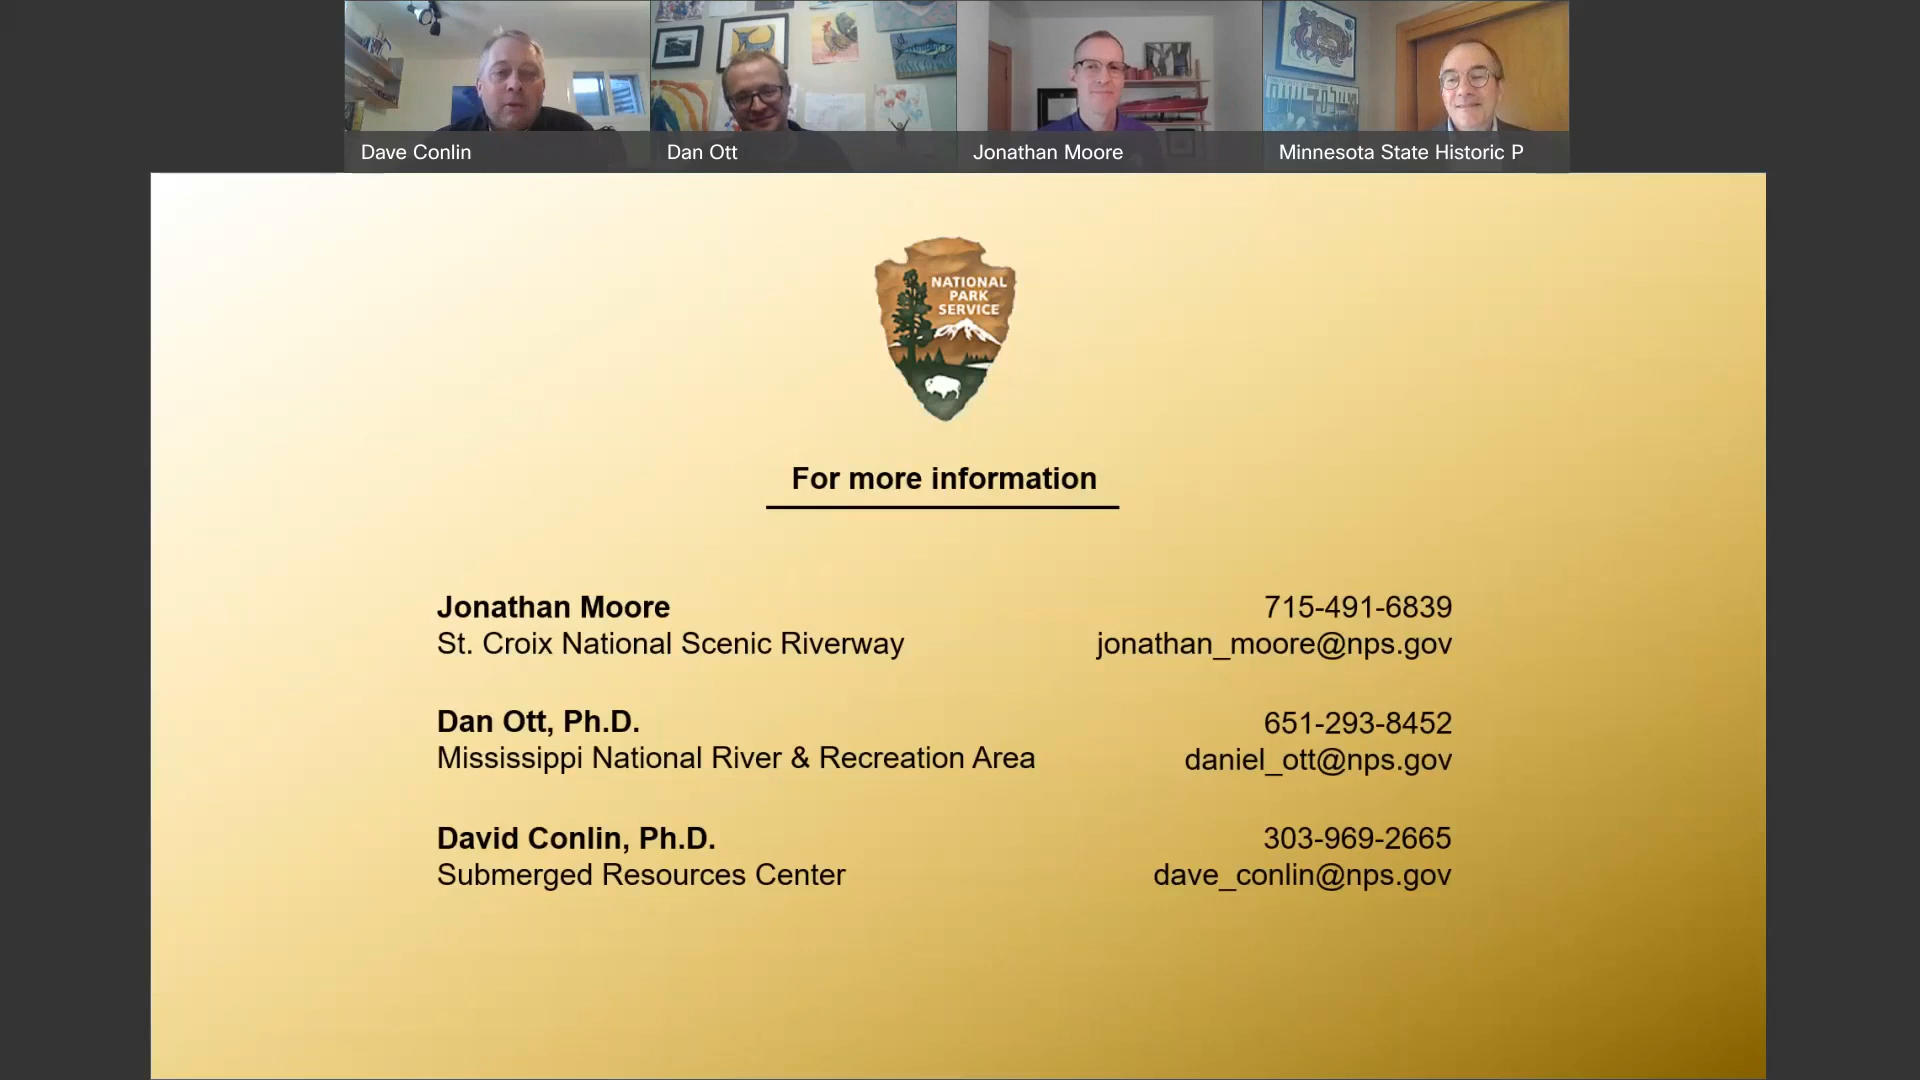 Dave Conlin
Dan Ott
Jonathan Moore
Minnesota State Historic P
NATIONAL
PARK
SERVICE
For more information
Jonathan Moore
715-491-6839
St. Croix National Scenic Riverway
jonathan_moore@nps.gov
Dan Ott, Ph.D.
651-293-8452
Mississippi National River & Recreation Area
daniel_ott@nps.gov
David Conlin, Ph.D.
303-969-2665
Submerged Resources Center
dave_conlin@nps.gov